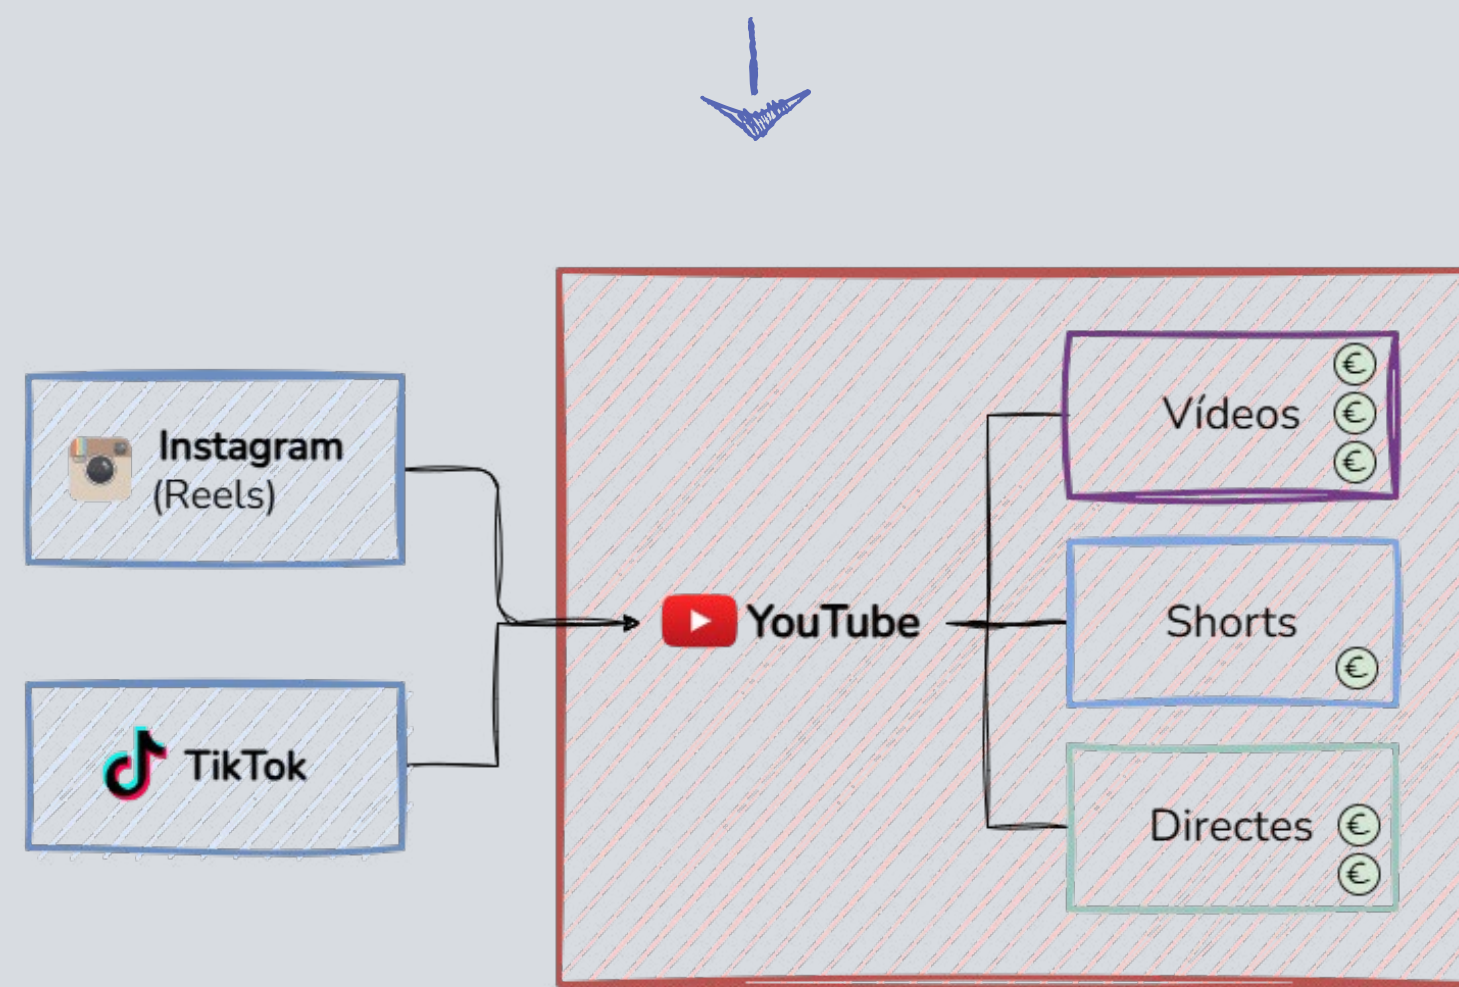 Instagram
(Reels)
TikTok
YouTube
Vídeos
€
€
€
Shorts
€
Directes
€
€